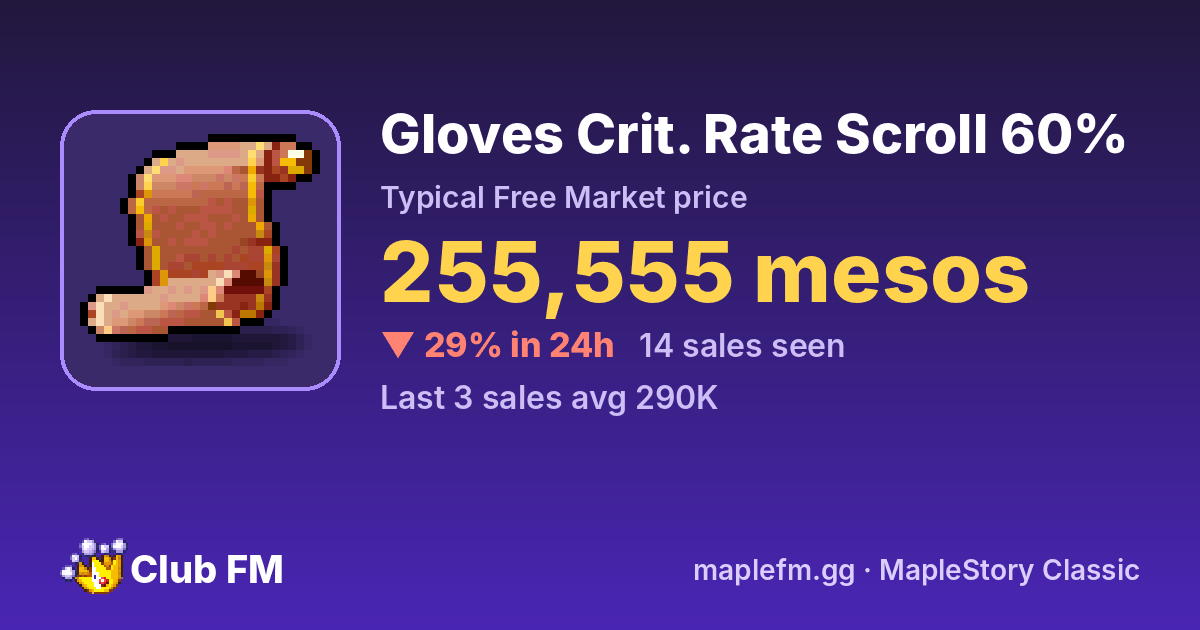 Gloves Crit. Rate Scroll 60%
Typical Free Market price
255,555 mesos
▼ 29% in 24h 14 sales seen
Last 3 sales avg 290K
Club FM
maplefm.gg · MapleStory Classic